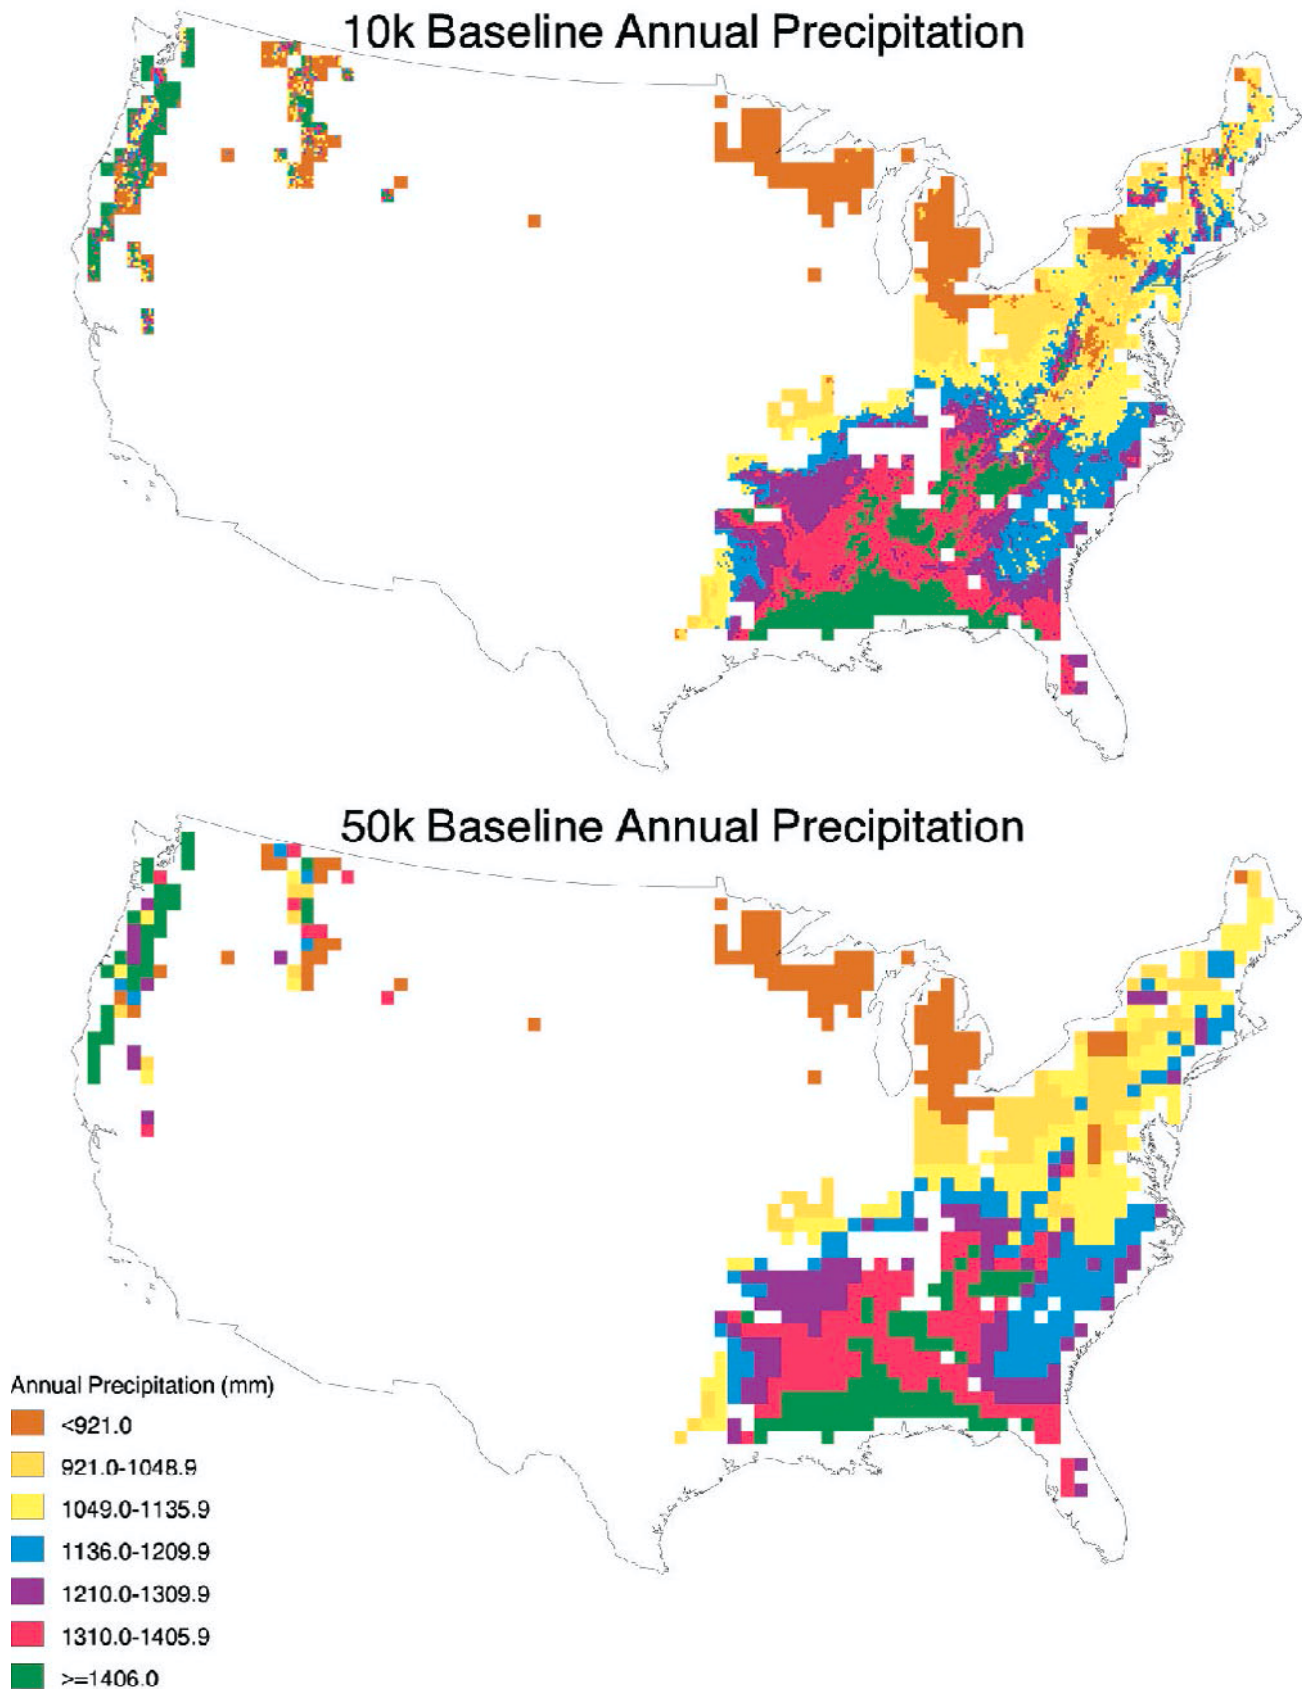 10k Baseline Annual Precipitation
50k Baseline Annual Precipitation
Annual Precipitation (mm)
<921.0
921.0-1048.9
1049.0-1135.9
1136.0-1209.9
1210.0-1309.9
1310.0-1405.9
>=1406.0